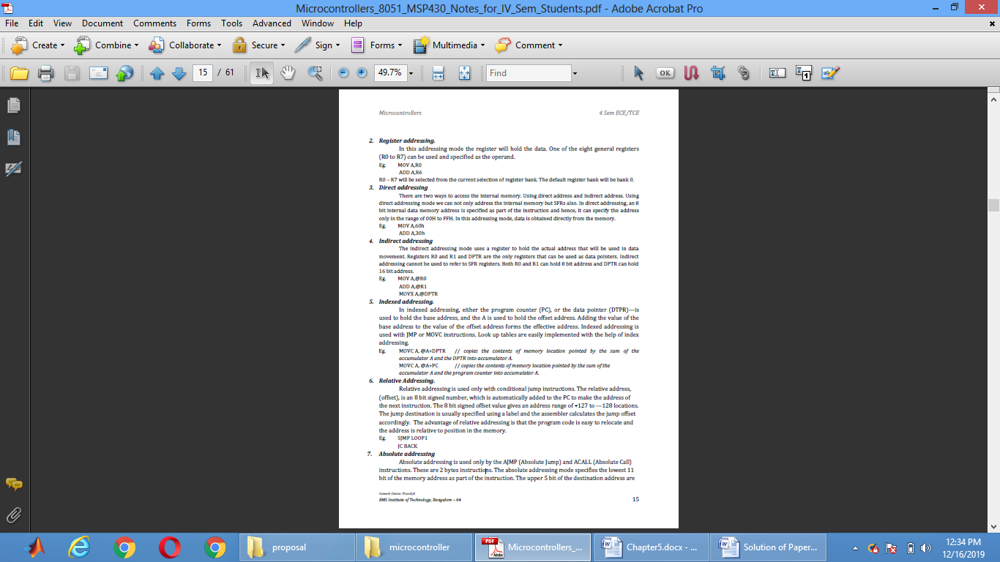 Microcontrollers_8051_MSP430_Notes_for_IV_Sem_Students.pdf - Adobe Acrobat Pro
File Edit View Document Comments Forms Tools Advanced Window Help
Create Combine Collaborate Secure Sign Forms Multimedia Comment
15 / 61 49.7% Find OK
Microcontrollers 4 Sem ECE/TCE
2. Register addressing.
In this addressing mode the register will hold the data. One of the eight general registers
(R0 to R7) can be used and specified as the operand.
Eg. MOV A,R0
ADD A,R6
R0 – R7 will be selected from the current selection of register bank. The default register bank will be bank 0.
3. Direct addressing
There are two ways to access the internal memory. Using direct address and indirect address. Using
direct addressing mode we can not only address the internal memory but SFRs also. In direct addressing, an 8
bit internal data memory address is specified as part of the instruction and hence, it can specify the address
only in the range of 00H to FFH. In this addressing mode, data is obtained directly from the memory.
Eg. MOV A,60h
ADD A,30h
4. Indirect addressing
The indirect addressing mode uses a register to hold the actual address that will be used in data
movement. Registers R0 and R1 and DPTR are the only registers that can be used as data pointers. Indirect
addressing cannot be used to refer to SFR registers. Both R0 and R1 can hold 8 bit address and DPTR can hold
16 bit address.
Eg. MOV A,@R0
ADD A,@R1
MOVX A,@DPTR
5. Indexed addressing.
In indexed addressing, either the program counter (PC), or the data pointer (DTPR)—is
used to hold the base address, and the A is used to hold the offset address. Adding the value of the
base address to the value of the offset address forms the effective address. Indexed addressing is
used with JMP or MOVC instructions. Look up tables are easily implemented with the help of index
addressing.
Eg. MOVC A, @A+DPTR // copies the contents of memory location pointed by the sum of the
accumulator A and the DPTR into accumulator A.
MOVC A, @A+PC // copies the contents of memory location pointed by the sum of the
accumulator A and the program counter into accumulator A.
6. Relative Addressing.
Relative addressing is used only with conditional jump instructions. The relative address,
(offset), is an 8 bit signed number, which is automatically added to the PC to make the address of
the next instruction. The 8 bit signed offset value gives an address range of +127 to —128 locations.
The jump destination is usually specified using a label and the assembler calculates the jump offset
accordingly. The advantage of relative addressing is that the program code is easy to relocate and
the address is relative to position in the memory.
Eg. SJMP LOOP1
JC BACK
7. Absolute addressing
Absolute addressing is used only by the AJMP (Absolute Jump) and ACALL (Absolute Call)
instructions. These are 2 bytes instructions. The absolute addressing mode specifies the lowest 11
bit of the memory address as part of the instruction. The upper 5 bit of the destination address are
BMS Institute of Technology, Bangalore – 64 15
proposal microcontroller Microcontrollers_... Chapter5.docx - ... Solution of Paper... 12:34 PM
12/16/2019